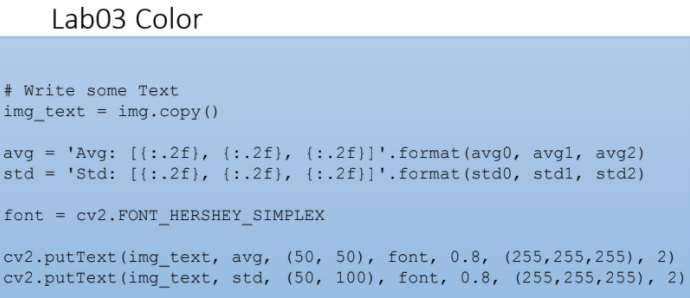 Lab03 Color
# Write some Text
img_text = img.copy()
avg = 'Avg: [{:.2f}, {:.2f}, {:.2f}]'.format(avg0, avg1, avg2)
std = 'Std: [{:.2f}, {:.2f}, {:.2f}]'.format(std0, std1, std2)
font = cv2.FONT_HERSHEY_SIMPLEX
cv2.putText(img_text, avg, (50, 50), font, 0.8, (255,255,255), 2)
cv2.putText(img_text, std, (50, 100), font, 0.8, (255,255,255), 2)